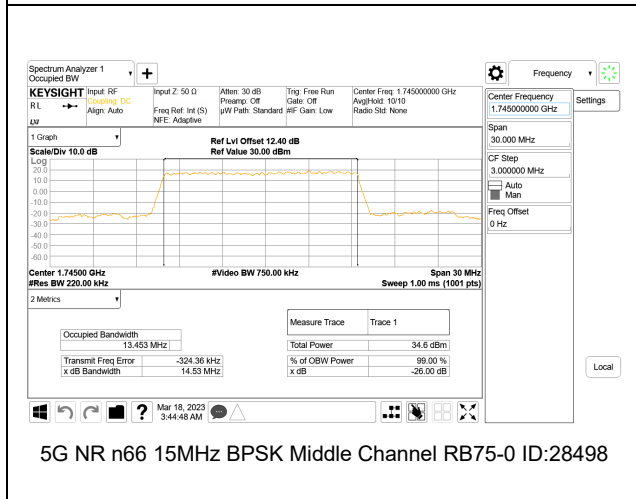 Spectrum Analyzer 1
Occupied BW
+
Frequency
KEYSIGHT
R L
LXI
Input: RF
Coupling: DC
Align: Auto
Input Z: 50 Ω
Freq Ref: Int (S)
NFE: Adaptive
Atten: 30 dB
Preamp: Off
µW Path: Standard
Trig: Free Run
Gate: Off
#IF Gain: Low
Center Freq: 1.745000000 GHz
Avg|Hold: 10/10
Radio Std: None
Center Frequency
1.745000000 GHz
Settings
Span
30.000 MHz
CF Step
3.000000 MHz
Auto
Man
Freq Offset
0 Hz
Local
1 Graph
Scale/Div 10.0 dB
Ref Lvl Offset 12.40 dB
Ref Value 30.00 dBm
Log
20.0
10.0
0.00
-10.0
-20.0
-30.0
-40.0
-50.0
-60.0
Center 1.74500 GHz
#Video BW 750.00 kHz
Span 30 MHz
#Res BW 220.00 kHz
Sweep 1.00 ms (1001 pts)
2 Metrics
Measure Trace
Trace 1
Occupied Bandwidth
13.453 MHz
Total Power
34.6 dBm
Transmit Freq Error
-324.36 kHz
% of OBW Power
99.00 %
x dB Bandwidth
14.53 MHz
x dB
-26.00 dB
?
Mar 18, 2023
3:44:48 AM
5G NR n66 15MHz BPSK Middle Channel RB75-0 ID:28498